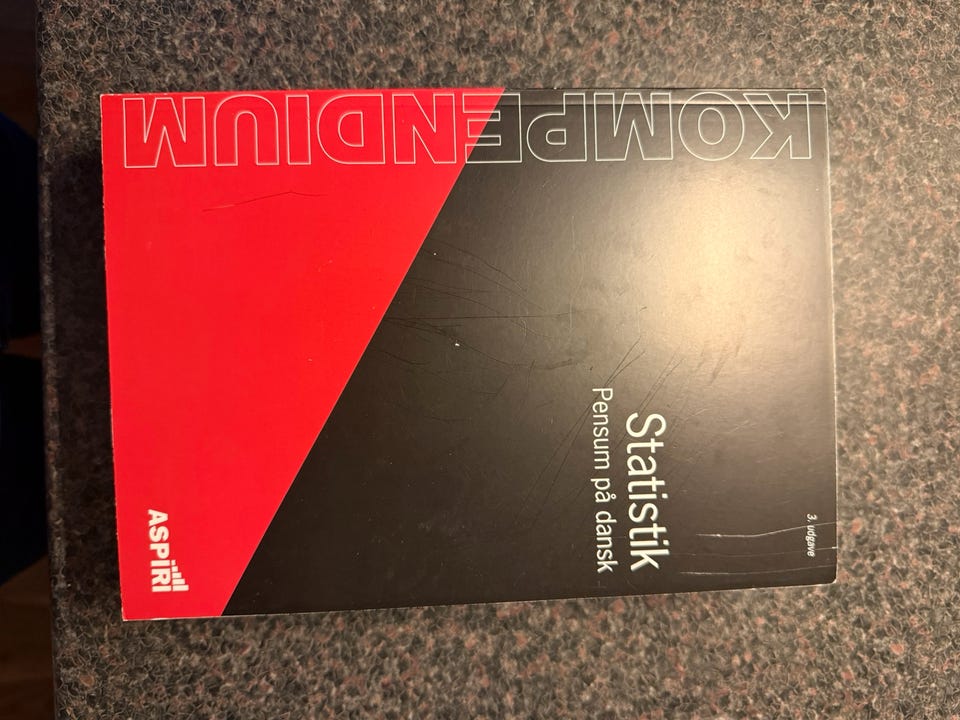 KOMPENDIUM
3. udgave
Statistik
Pensum på dansk
ASPIRI